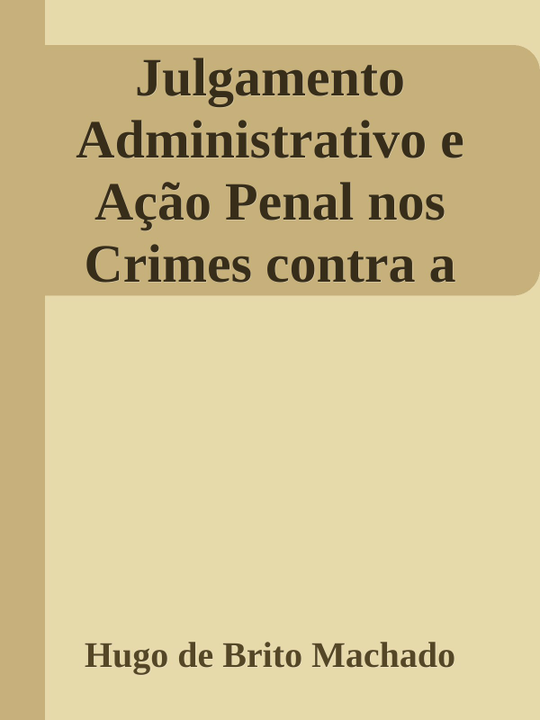 Julgamento
Administrativo e
Ação Penal nos
Crimes contra a
Hugo de Brito Machado